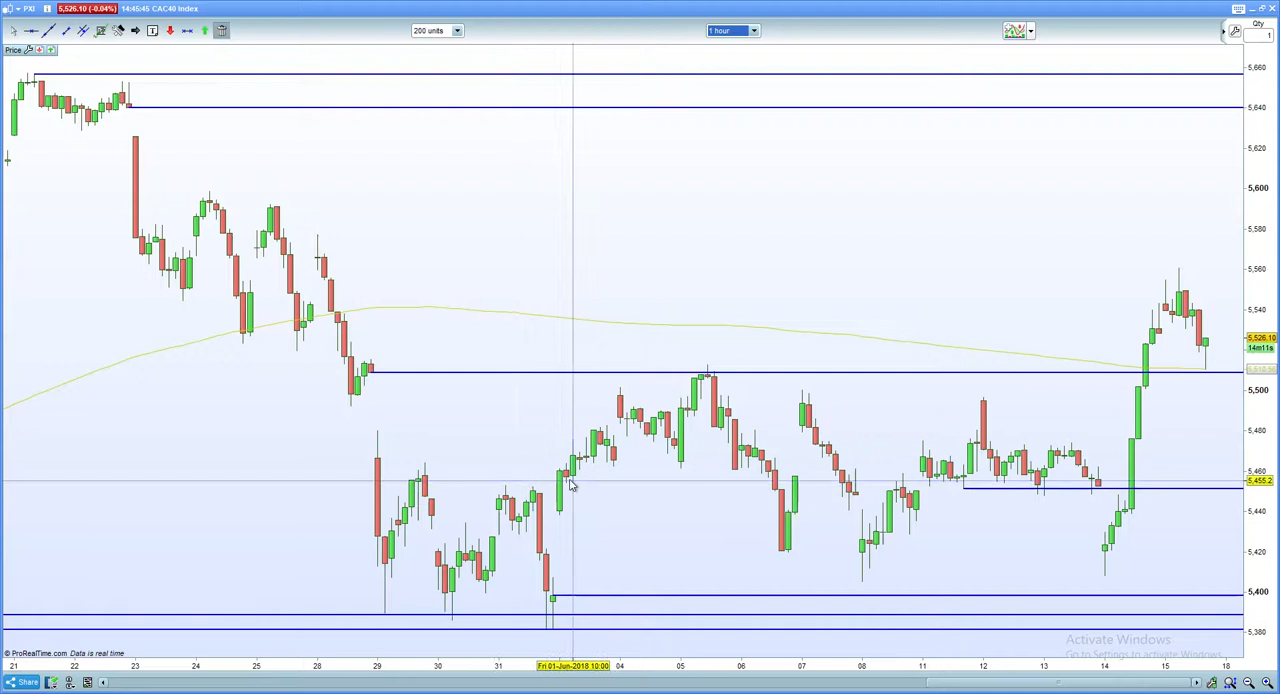 PXI 5,526.10 (-0.04%) 14:45:45 CAC40 Index
200 units
1 hour
Qty
1
Price
5,660
5,640
5,620
5,600
5,580
5,560
5,540
5,526.10
14m11s
5,500
5,480
5,460
5,455.2
5,440
5,420
5,400
5,380
Activate Windows
Go to Settings to activate Windows.
© ProRealTime.com Data is real time
21 22 23 24 25 28 29 30 31 Fri 01-Jun-2018 10:00 04 05 06 07 08 11 12 13 14 15 18
Share